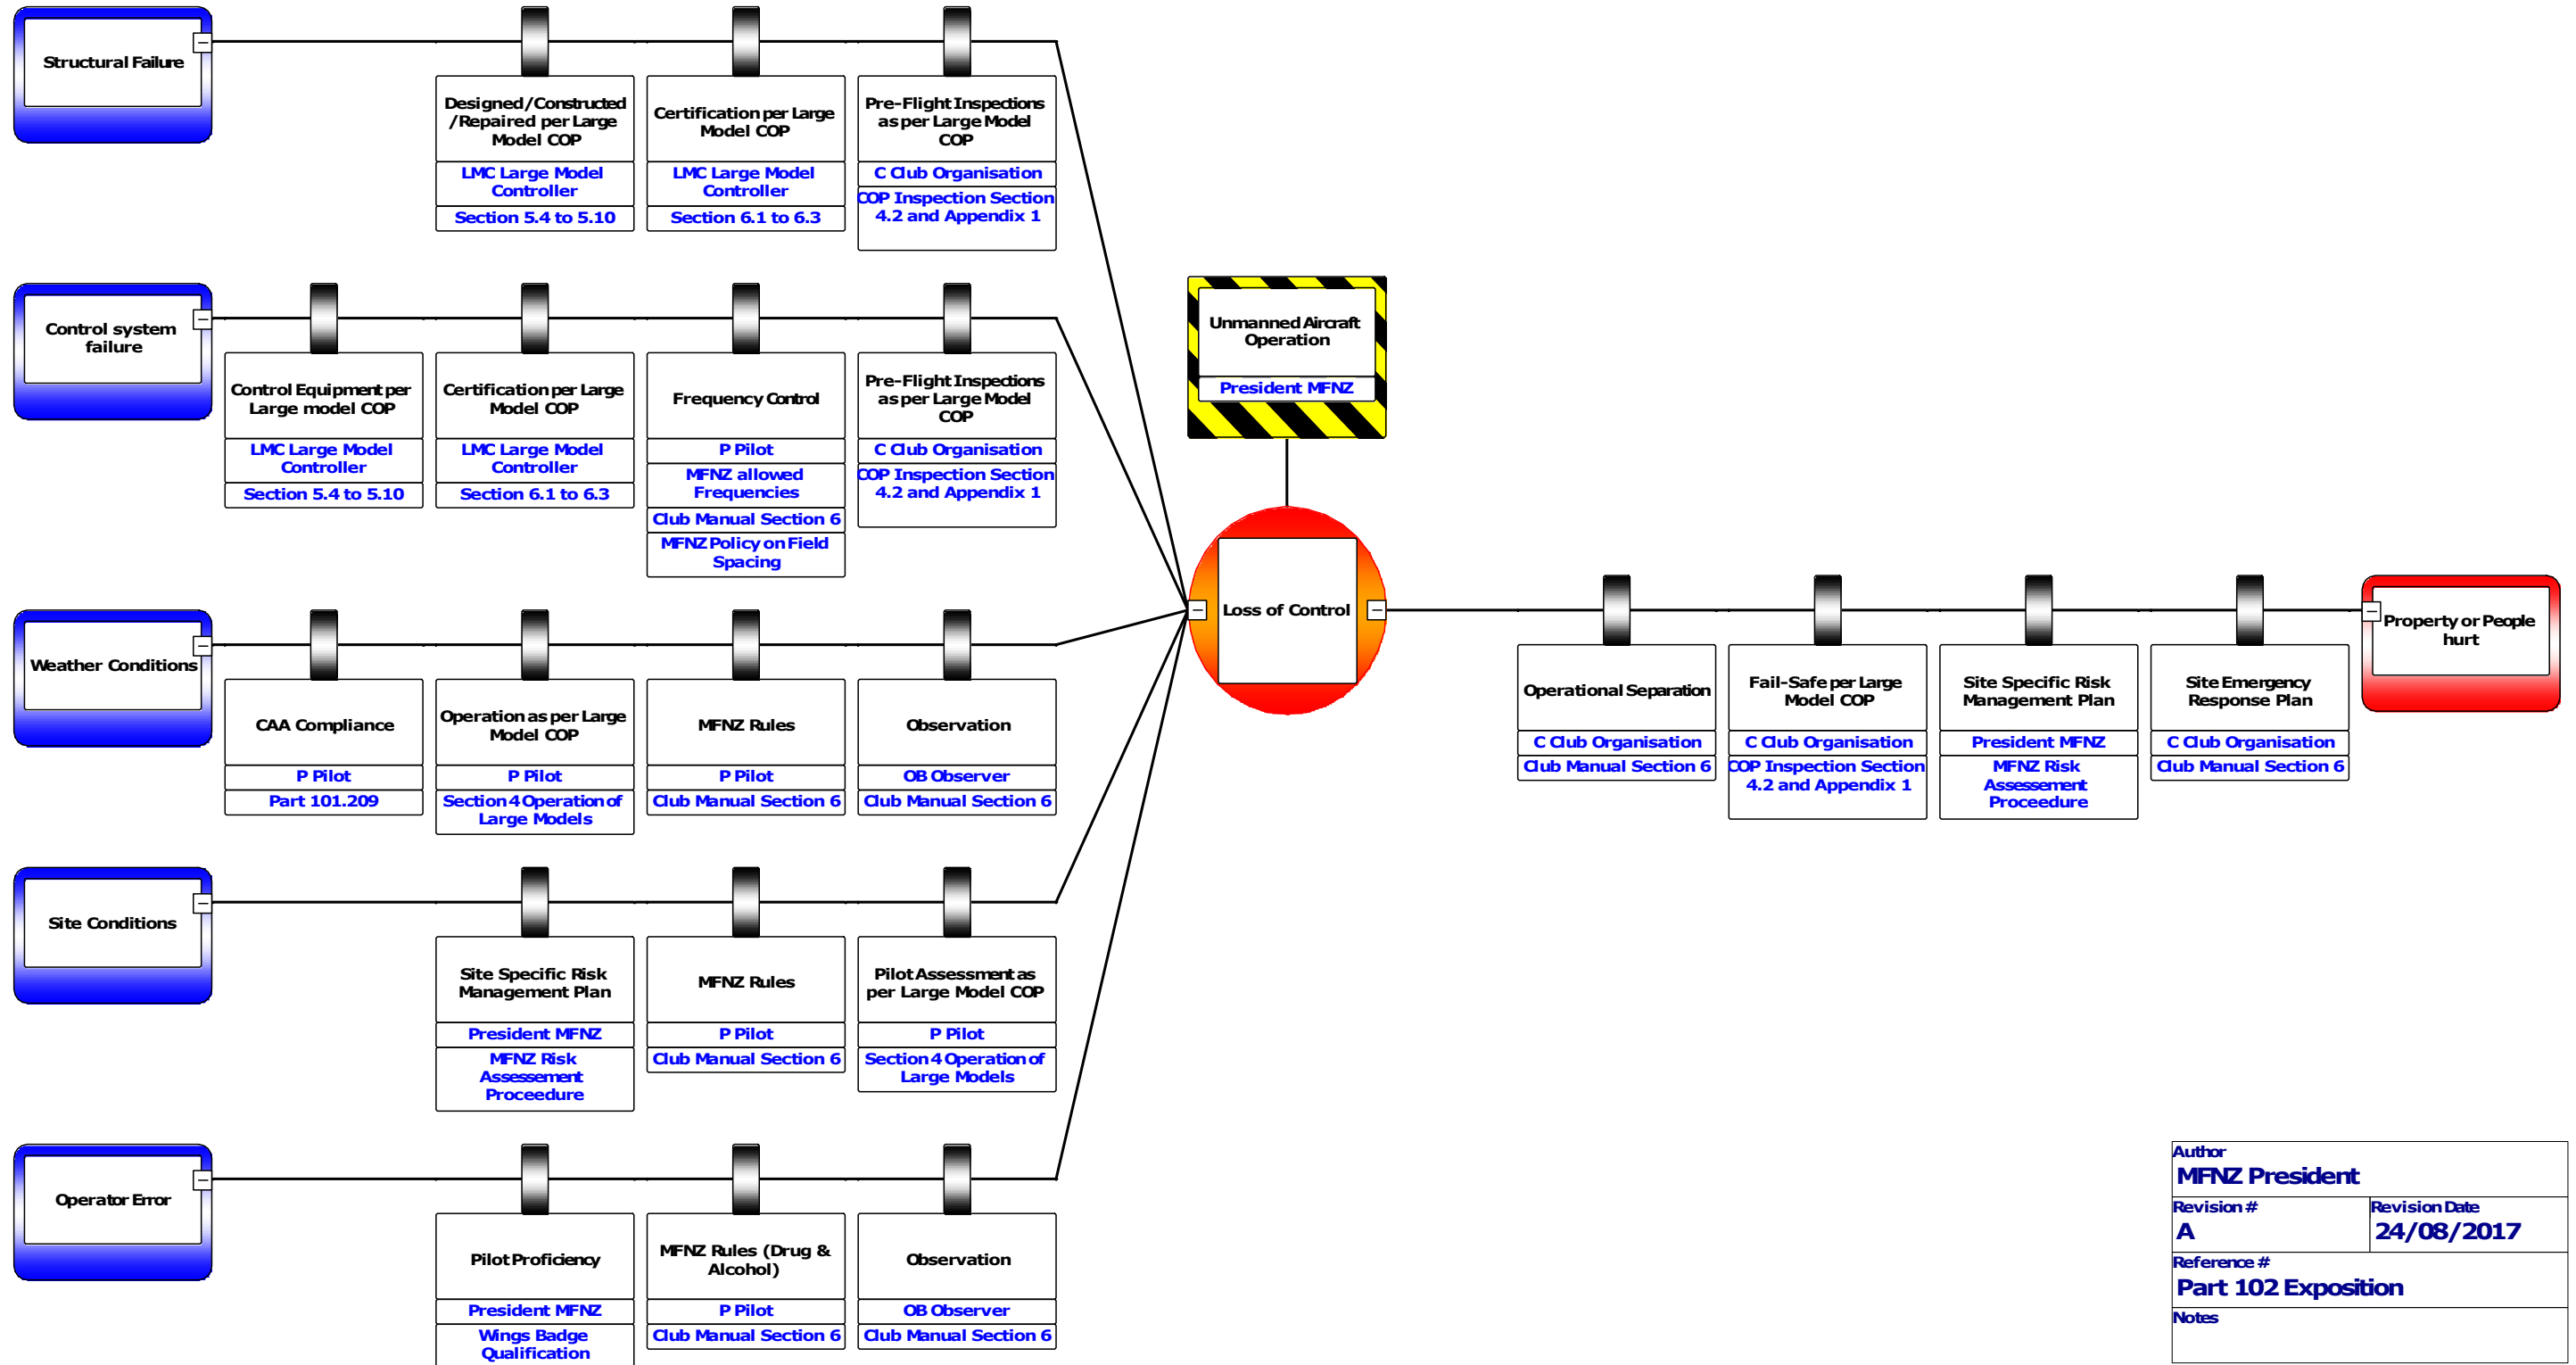 Structural Failure
Designed/Constructed
/Repaired per Large
Model COP
LMC Large Model
Controller
Section 5.4 to 5.10
Certification per Large
Model COP
LMC Large Model
Controller
Section 6.1 to 6.3
Pre-Flight Inspections
as per Large Model
COP
C Club Organisation
COP Inspection Section
4.2 and Appendix 1
Control system
failure
Control Equipment per
Large model COP
LMC Large Model
Controller
Section 5.4 to 5.10
Certification per Large
Model COP
LMC Large Model
Controller
Section 6.1 to 6.3
Frequency Control
P Pilot
MFNZ allowed
Frequencies
Club Manual Section 6
MFNZ Policy on Field
Spacing
Pre-Flight Inspections
as per Large Model
COP
C Club Organisation
COP Inspection Section
4.2 and Appendix 1
Unmanned Aircraft
Operation
President MFNZ
Loss of Control
Weather Conditions
CAA Compliance
P Pilot
Part 101.209
Operation as per Large
Model COP
P Pilot
Section 4 Operation of
Large Models
MFNZ Rules
P Pilot
Club Manual Section 6
Observation
OB Observer
Club Manual Section 6
Operational Separation
C Club Organisation
Club Manual Section 6
Fail-Safe per Large
Model COP
C Club Organisation
COP Inspection Section
4.2 and Appendix 1
Site Specific Risk
Management Plan
President MFNZ
MFNZ Risk
Assessement
Proceedure
Site Emergency
Response Plan
C Club Organisation
Club Manual Section 6
Property or People
hurt
Site Conditions
Site Specific Risk
Management Plan
President MFNZ
MFNZ Risk
Assessement
Proceedure
MFNZ Rules
P Pilot
Club Manual Section 6
Pilot Assessment as
per Large Model COP
P Pilot
Section 4 Operation of
Large Models
Operator Error
Pilot Proficiency
President MFNZ
Wings Badge
Qualification
MFNZ Rules (Drug &
Alcohol)
P Pilot
Club Manual Section 6
Observation
OB Observer
Club Manual Section 6
Author
MFNZ President
Revision #
A
Revision Date
24/08/2017
Reference #
Part 102 Exposition
Notes